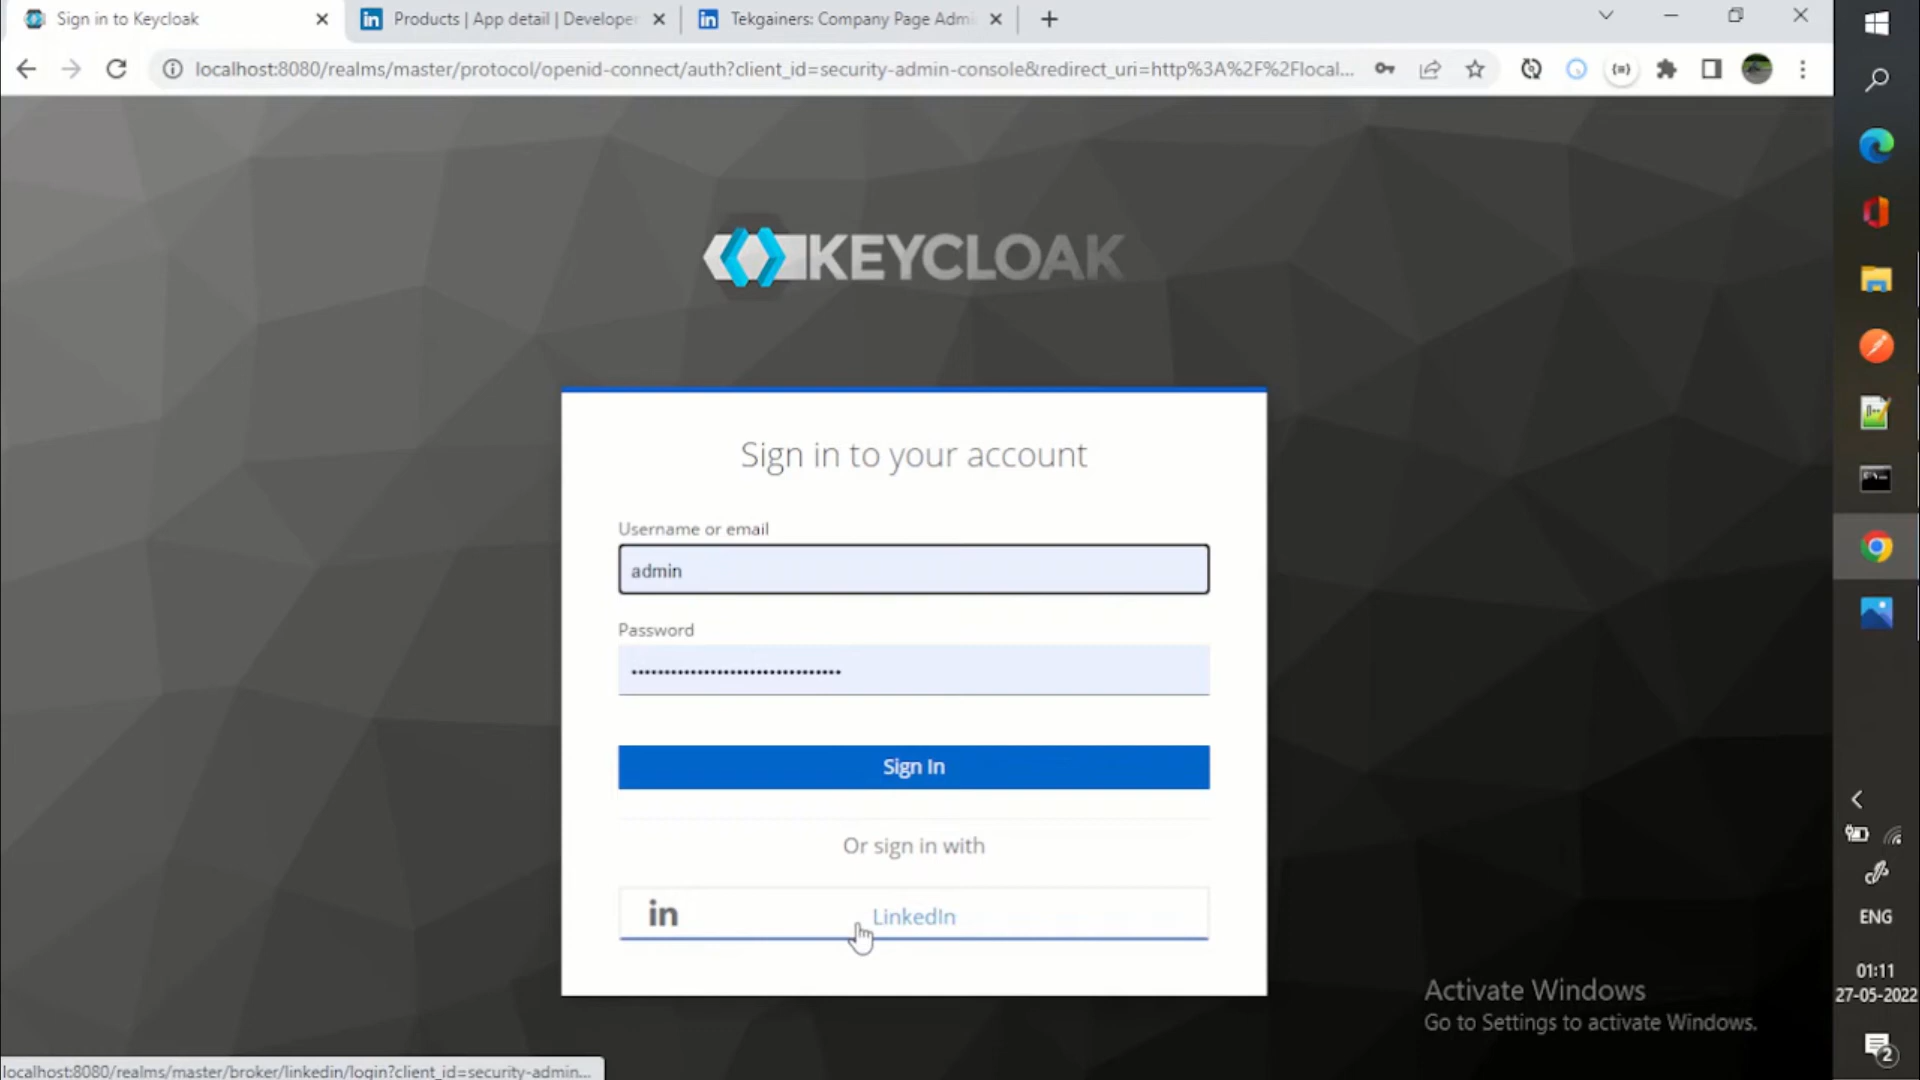 Sign in to Keycloak
Products | App detail | Develope
Tekgainers: Company Page Admi
localhost:8080/realms/master/protocol/openid-connect/auth?client_id=security-admin-console&redirect_uri=http%3A%2F%2Flocal...
KEYCLOAK
Sign in to your account
Username or email
admin
Password
Sign In
Or sign in with
in LinkedIn
Activate Windows
Go to Settings to activate Windows.
ENG
01:11
27-05-2022
2
localhost:8080/realms/master/broker/linkedin/login?client_id=security-admin...